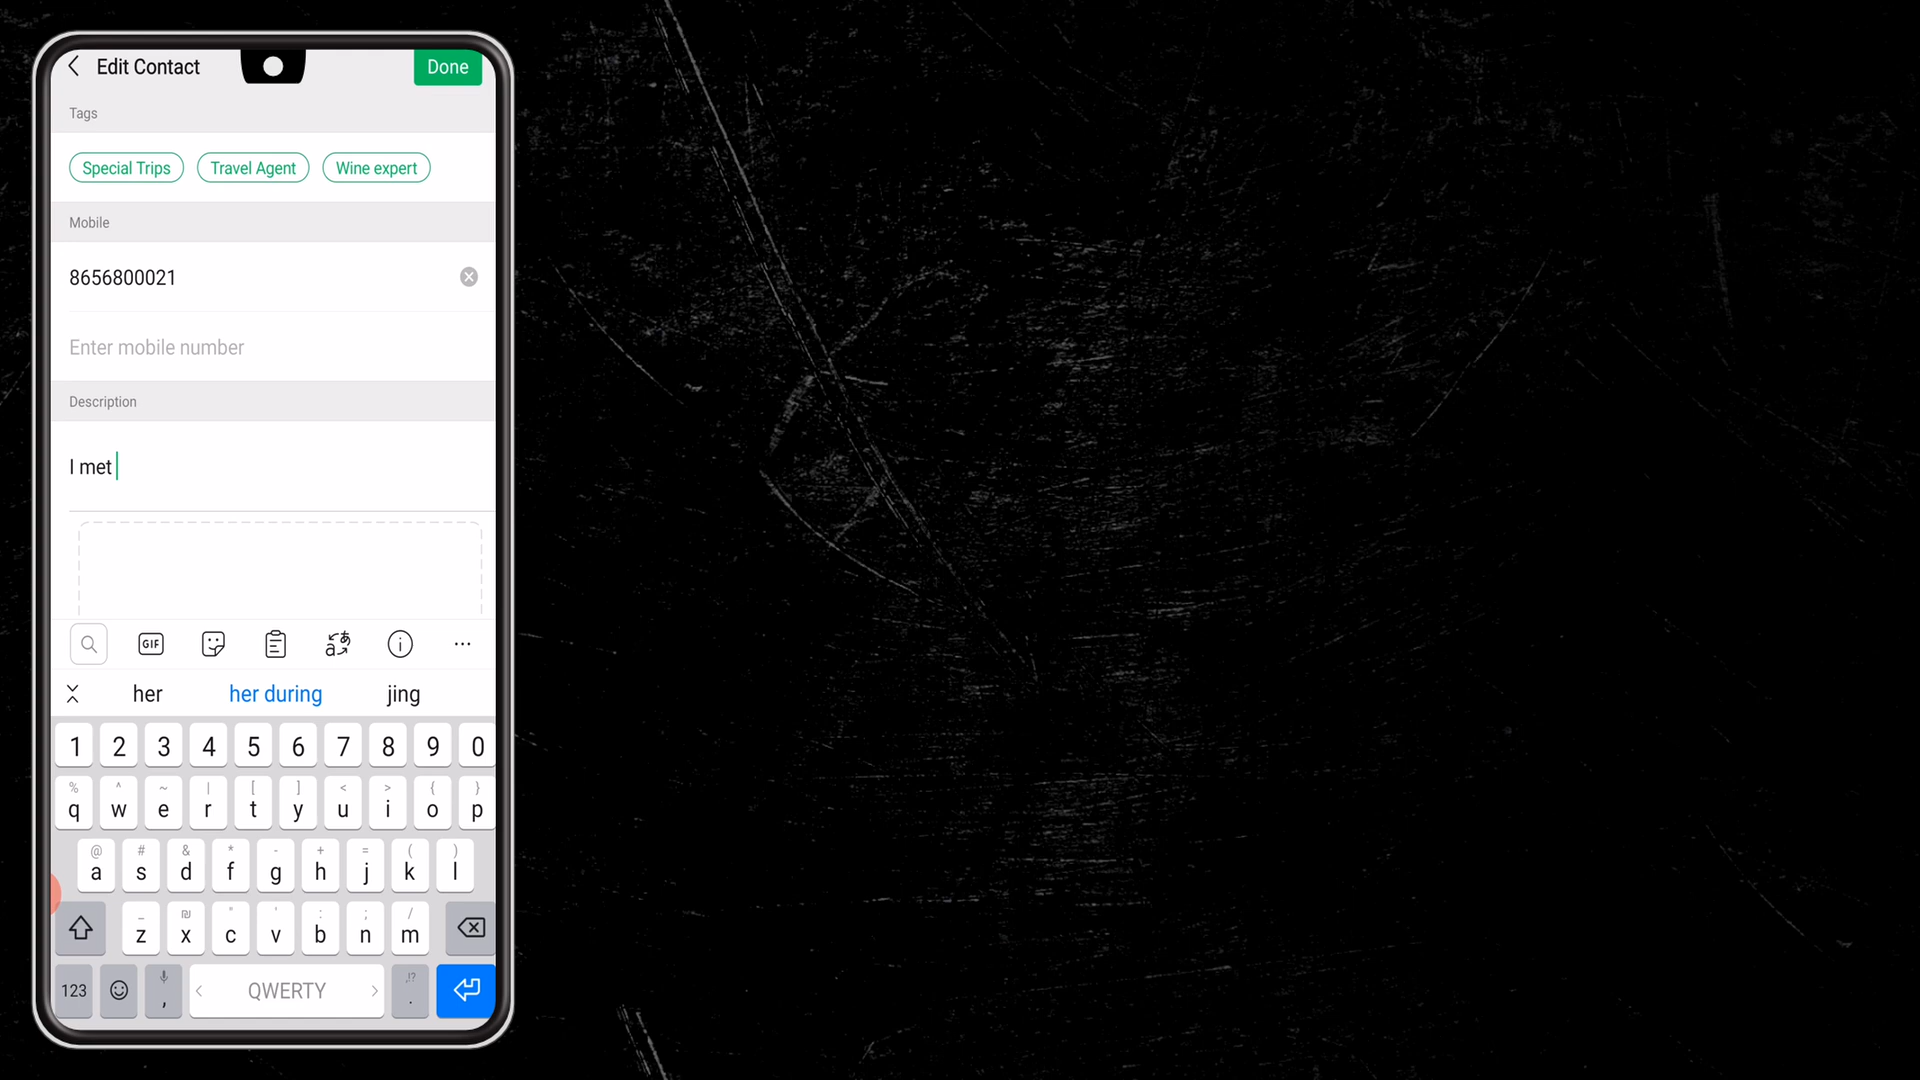 Edit Contact Done
Tags
Special Trips Travel Agent Wine expert
Mobile
8656800021
Enter mobile number
Description
I met
GIF
her her during jing
1 2 3 4 5 6 7 8 9 0
% ^ ~ | [ ] < > { }
q w e r t y u i o p
@ # & * - + = ( )
a s d f g h j k l
_ ₪ " ' : ; /
z x c v b n m
123 , QWERTY ,!? .